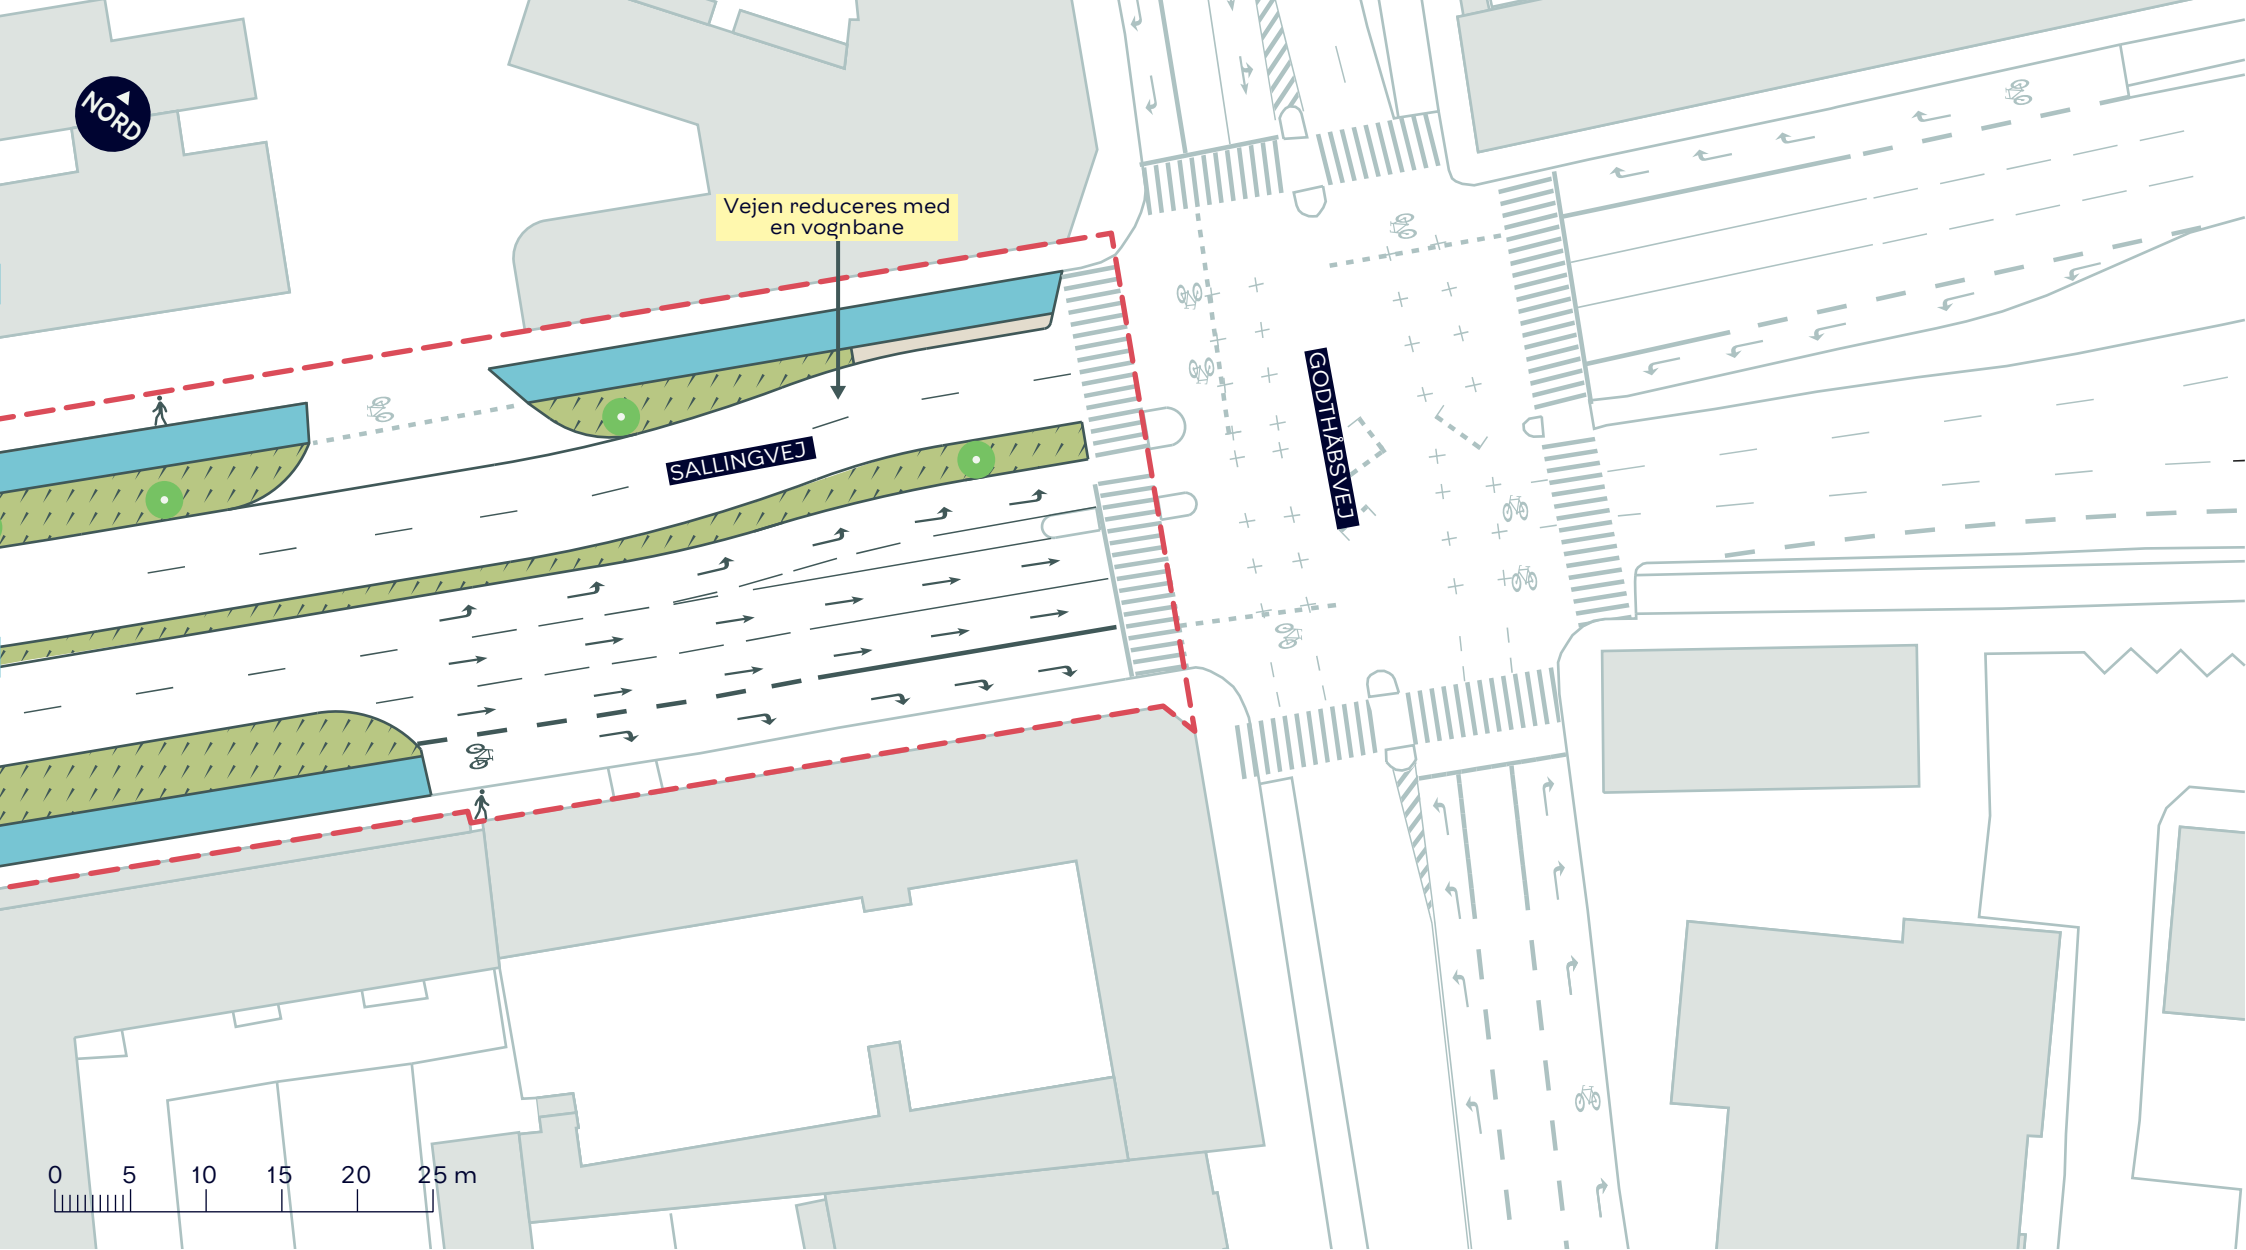 NORD
Vejen reduceres med
en vognbane
SALLINGVEJ
GODTHÅBSVEJ
0 5 10 15 20 25 m